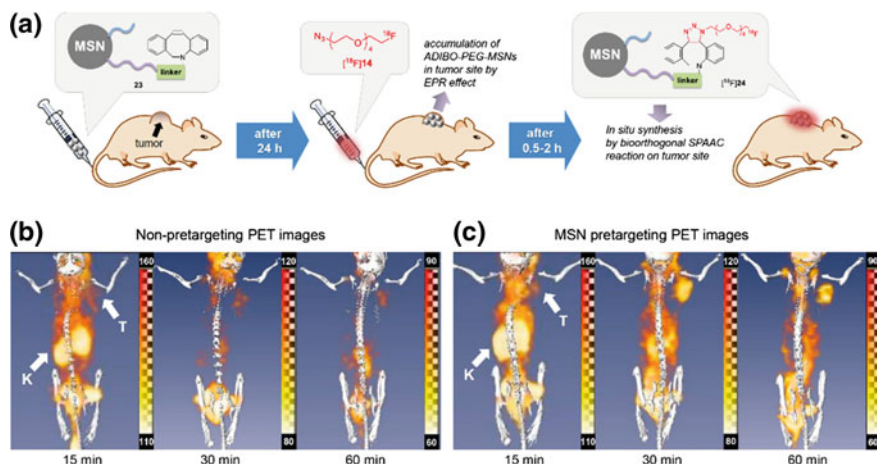 (a)
MSN
linker
23
tumor
after
24 h
N₃
O
4
¹⁸F
[¹⁸F]14
accumulation of
ADIBO-PEG-MSNs
in tumor site by
EPR effect
after
0.5-2 h
MSN
N
N
N
O
4
¹⁸F
N
linker
[¹⁸F]24
In situ synthesis
by bioorthogonal SPAAC
reaction on tumor site
(b)
Non-pretargeting PET images
160
T
K
110
15 min
120
80
30 min
90
60
60 min
(c)
MSN pretargeting PET images
160
T
K
110
15 min
120
80
30 min
90
60
60 min